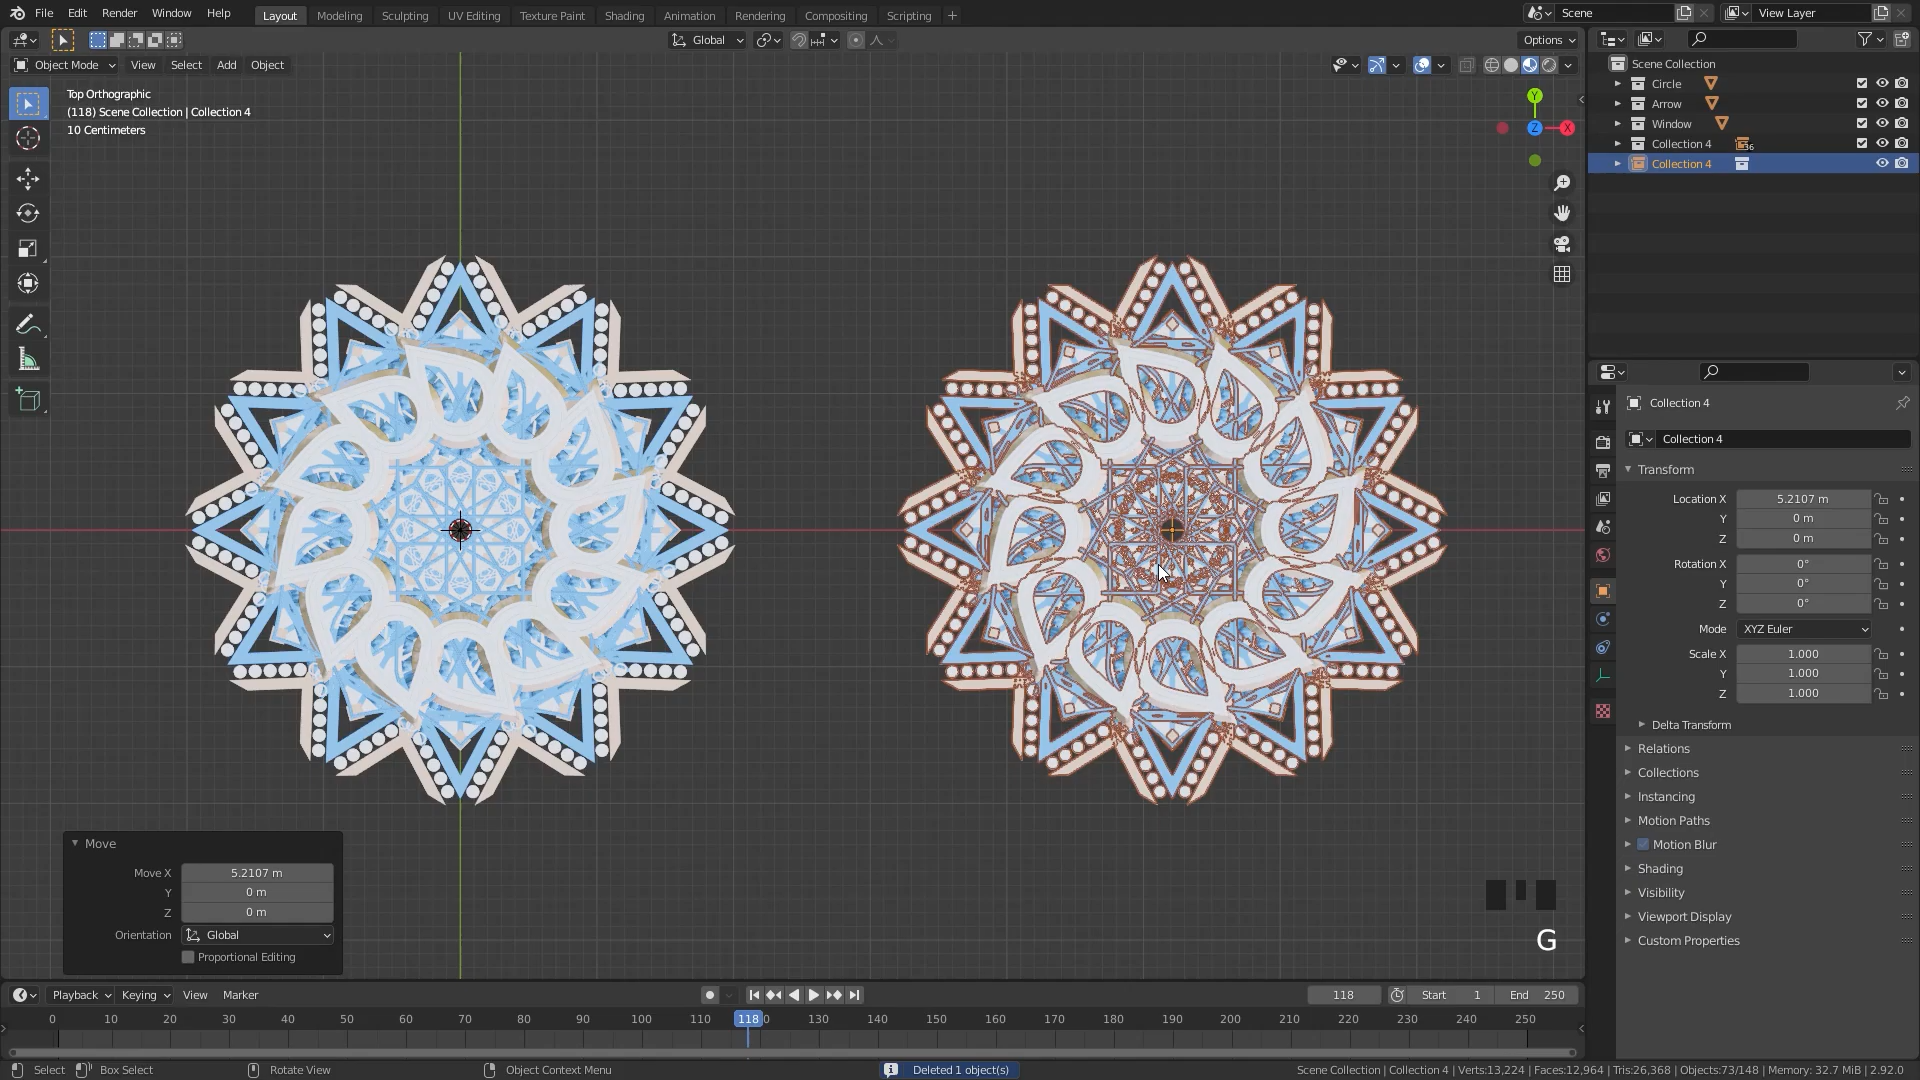 File Edit Render Window Help Layout Modeling Sculpting UV Editing Texture Paint Shading Animation Rendering Compositing Scripting + Scene View Layer
Global Options
Object Mode View Select Add Object
Top Orthographic
(118) Scene Collection | Collection 4
10 Centimeters
Y
Z X
Scene Collection
Circle
Arrow
Window
Collection 4 36
Collection 4
Collection 4
Collection 4
Transform
Location X 5.2107 m
Y 0 m
Z 0 m
Rotation X 0°
Y 0°
Z 0°
Mode XYZ Euler
Scale X 1.000
Y 1.000
Z 1.000
Delta Transform
Relations
Collections
Instancing
Motion Paths
Motion Blur
Shading
Visibility
Viewport Display
Custom Properties
Move
Move X 5.2107 m
Y 0 m
Z 0 m
Orientation Global
Proportional Editing
G
Playback Keying View Marker 118 Start 1 End 250
0 10 20 30 40 50 60 70 80 90 100 110 118 0 130 140 150 160 170 180 190 200 210 220 230 240 250
Select Box Select Rotate View Object Context Menu Deleted 1 object(s) Scene Collection | Collection 4 | Verts:13,224 | Faces:12,964 | Tris:26,368 | Objects:73/148 | Memory: 32.7 MiB | 2.92.0